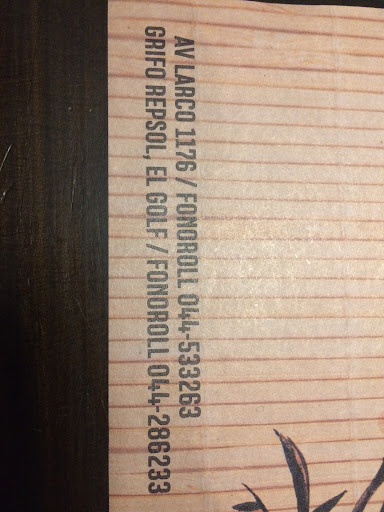 AV LARCO 1176 / FONOROLL 044-533263
GRIFO REPSOL, EL GOLF / FONOROLL 044-286233